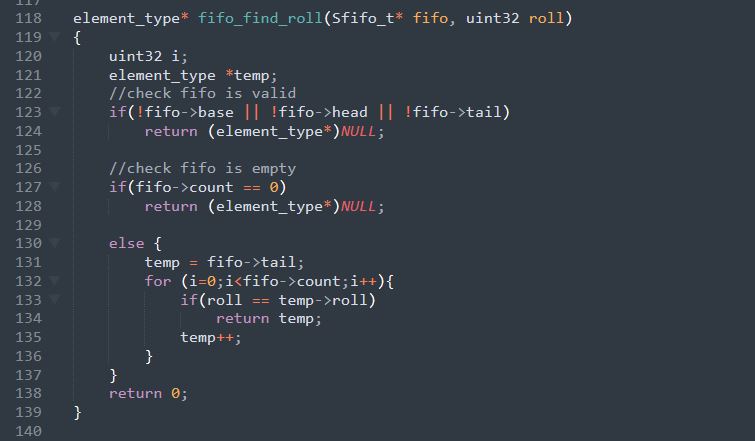 117
118 element_type* fifo_find_roll(Sfifo_t* fifo, uint32 roll)
119 {
120     uint32 i;
121     element_type *temp;
122     //check fifo is valid
123     if(!fifo->base || !fifo->head || !fifo->tail)
124         return (element_type*)NULL;
125
126     //check fifo is empty
127     if(fifo->count == 0)
128         return (element_type*)NULL;
129
130     else {
131         temp = fifo->tail;
132         for (i=0;i<fifo->count;i++){
133             if(roll == temp->roll)
134                 return temp;
135             temp++;
136         }
137     }
138     return 0;
139 }
140